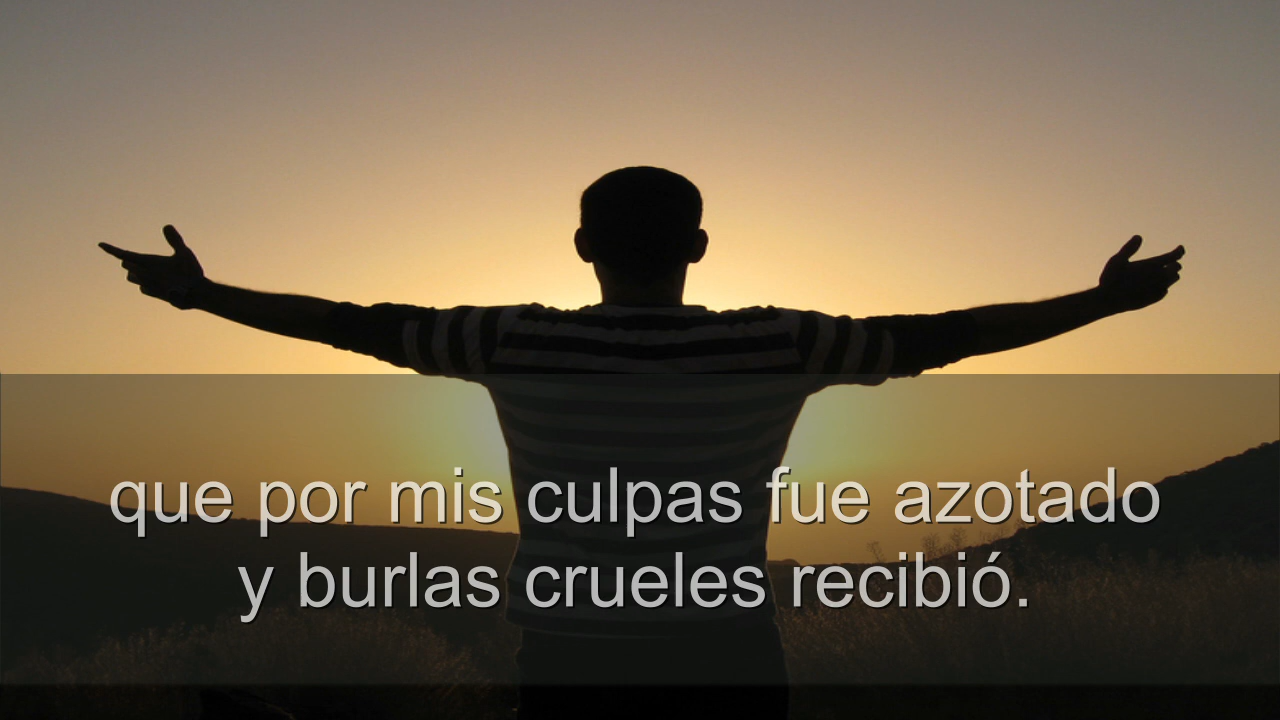 que por mis culpas fue azotado
y burlas crueles recibió.